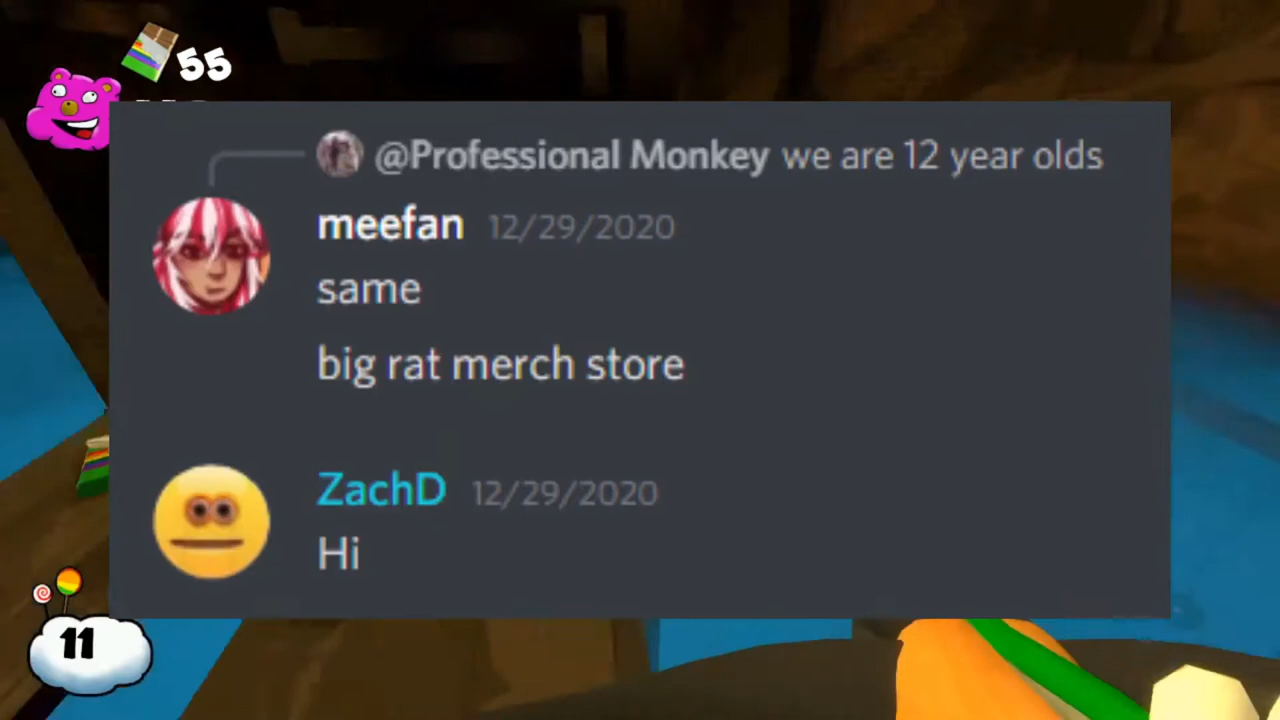 55
@Professional Monkey we are 12 year olds
meefan 12/29/2020
same
big rat merch store
ZachD 12/29/2020
Hi
11